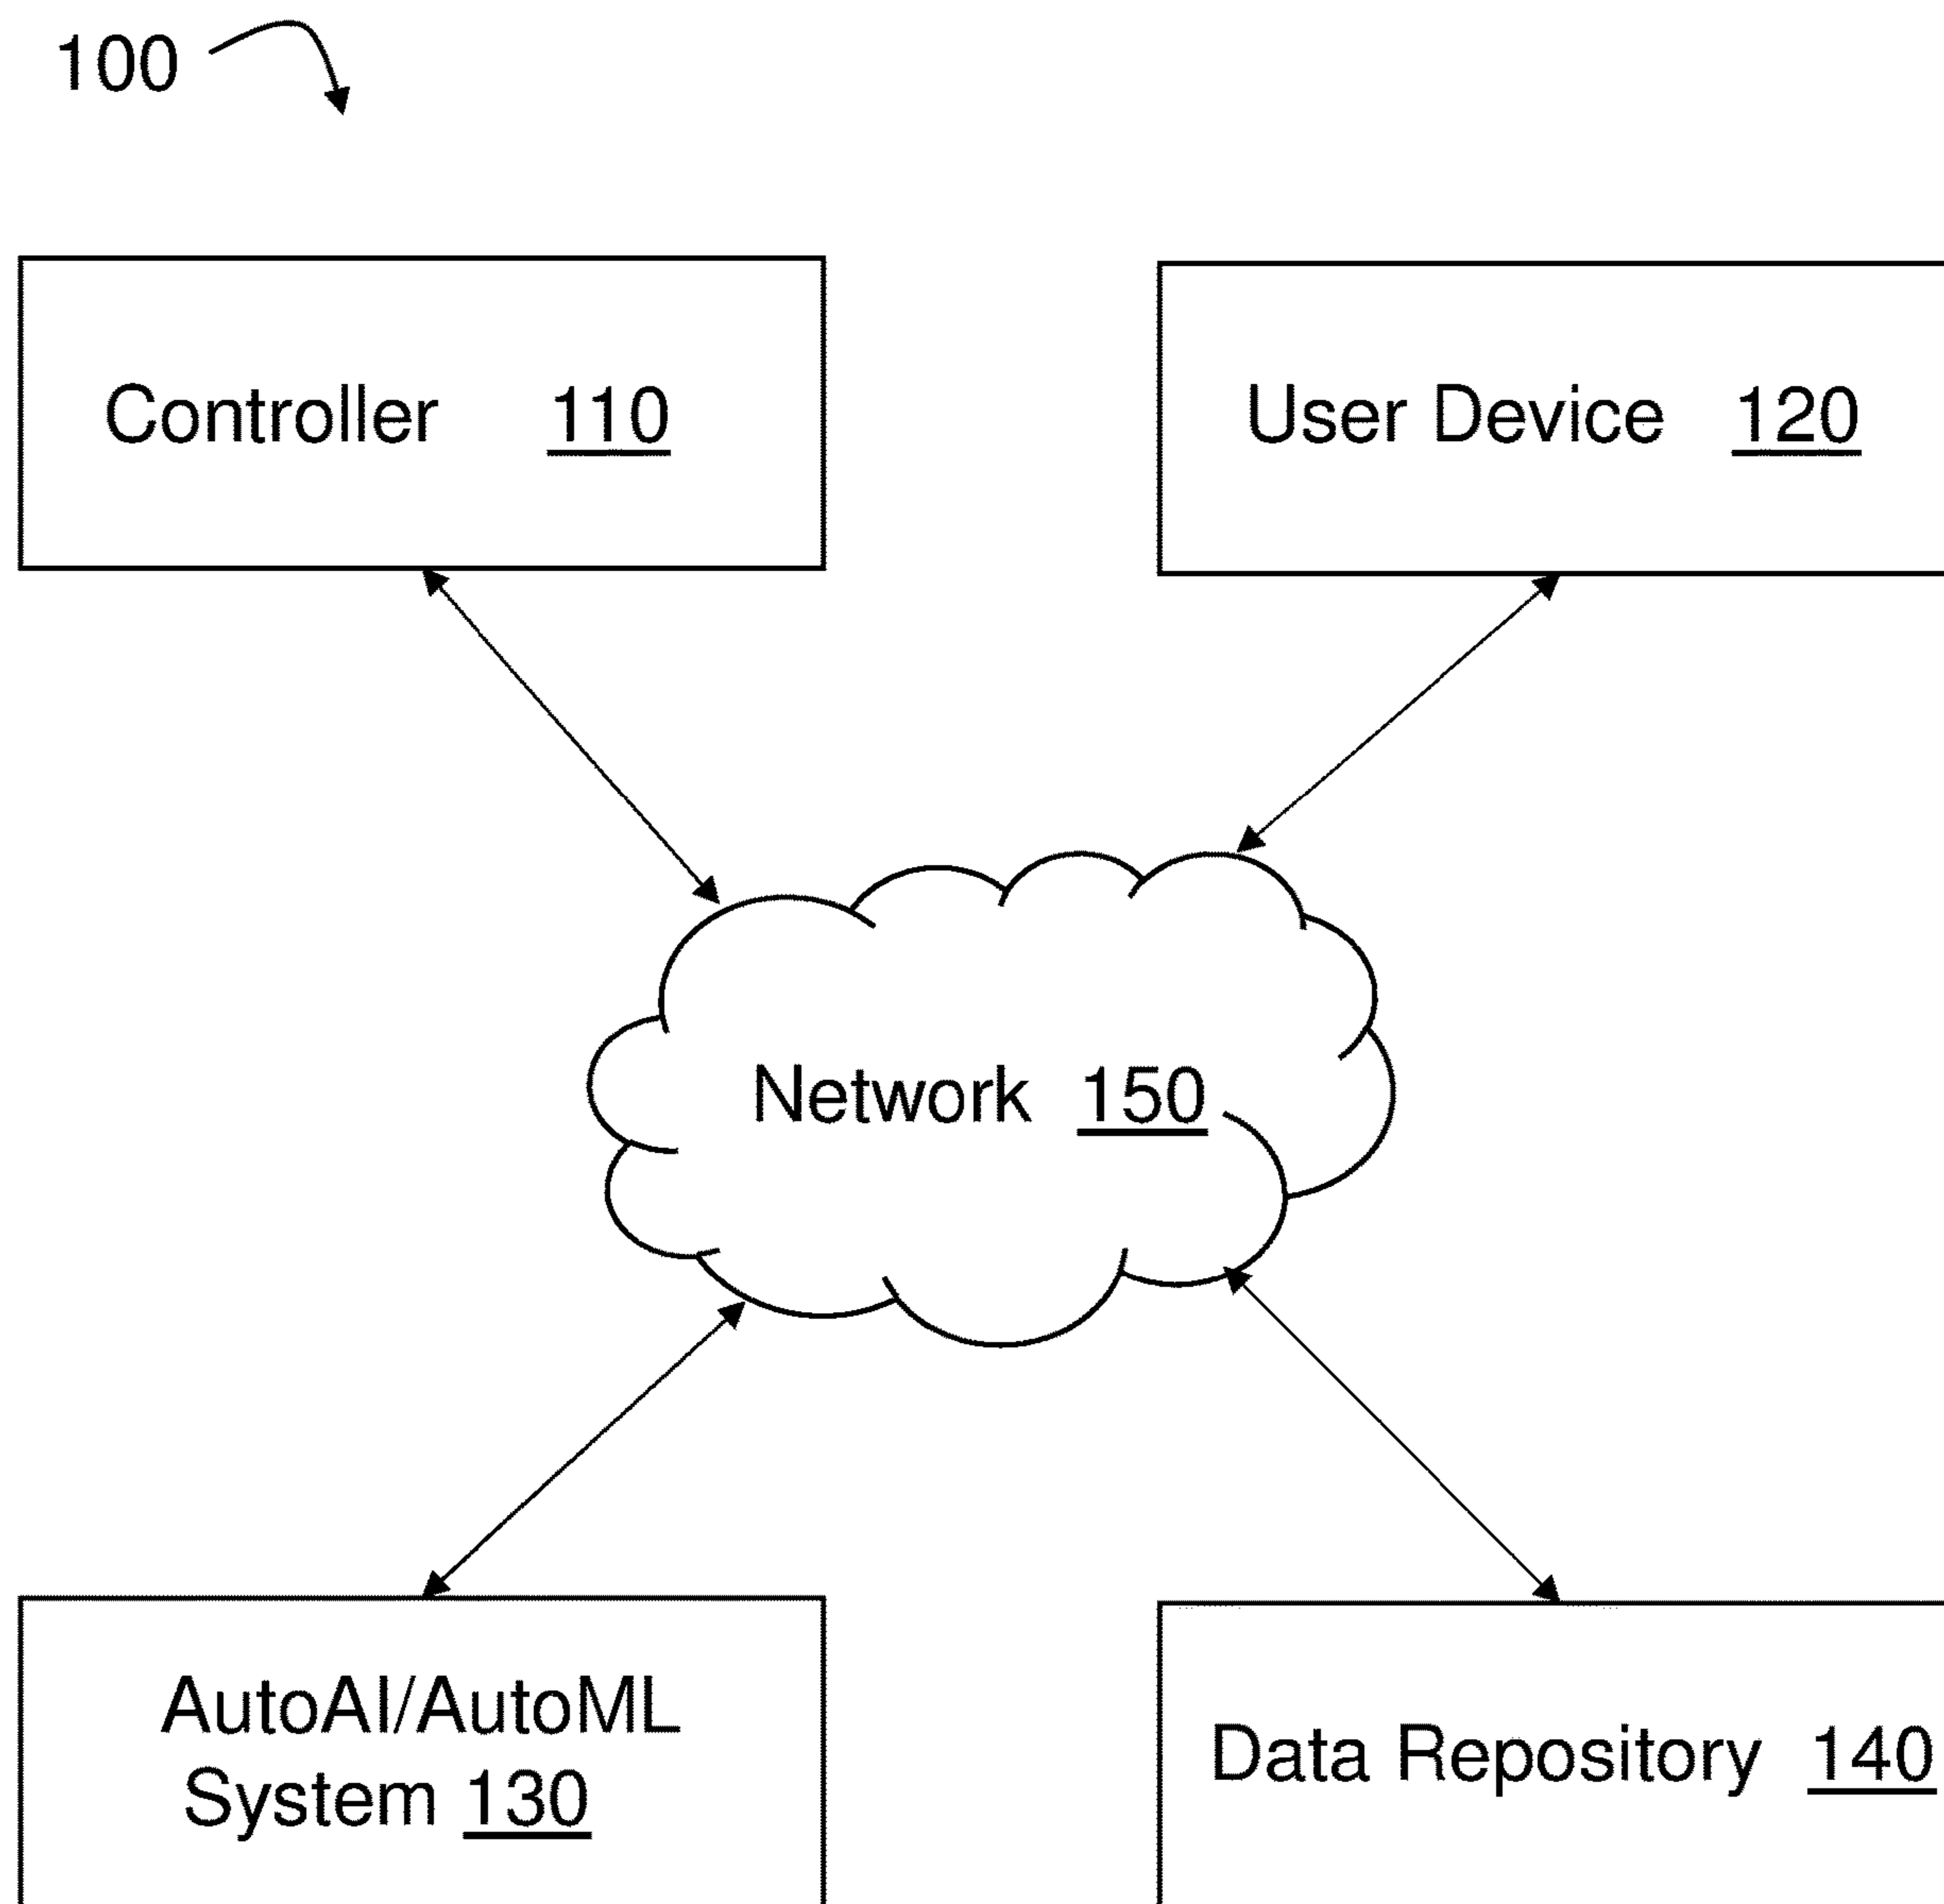 100
Controller 110
User Device 120
Network 150
AutoAI/AutoML
System 130
Data Repository 140